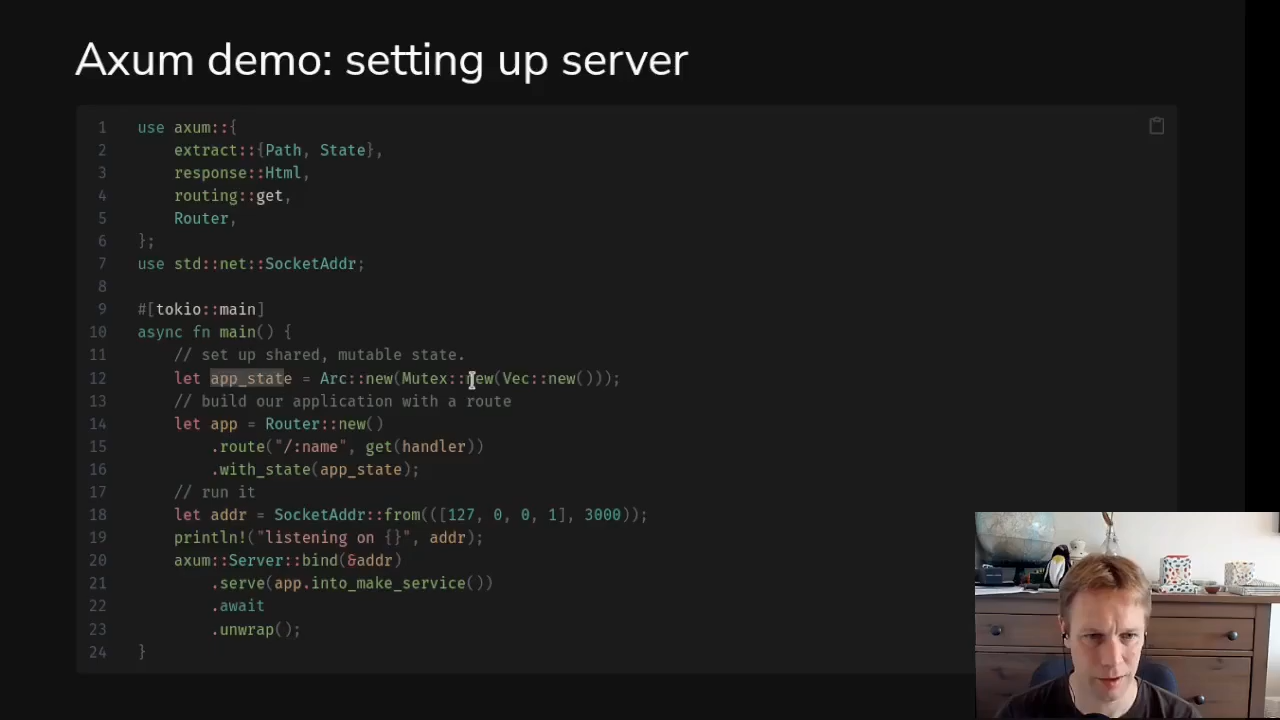 Axum demo: setting up server
1 use axum::{
2 extract::{Path, State},
3 response::Html,
4 routing::get,
5 Router,
6 };
7 use std::net::SocketAddr;
8
9 #[tokio::main]
10 async fn main() {
11 // set up shared, mutable state.
12 let app_state = Arc::new(Mutex::new(Vec::new()));
13 // build our application with a route
14 let app = Router::new()
15 .route("/:name", get(handler))
16 .with_state(app_state);
17 // run it
18 let addr = SocketAddr::from(([127, 0, 0, 1], 3000));
19 println!("listening on {}", addr);
20 axum::Server::bind(&addr)
21 .serve(app.into_make_service())
22 .await
23 .unwrap();
24 }